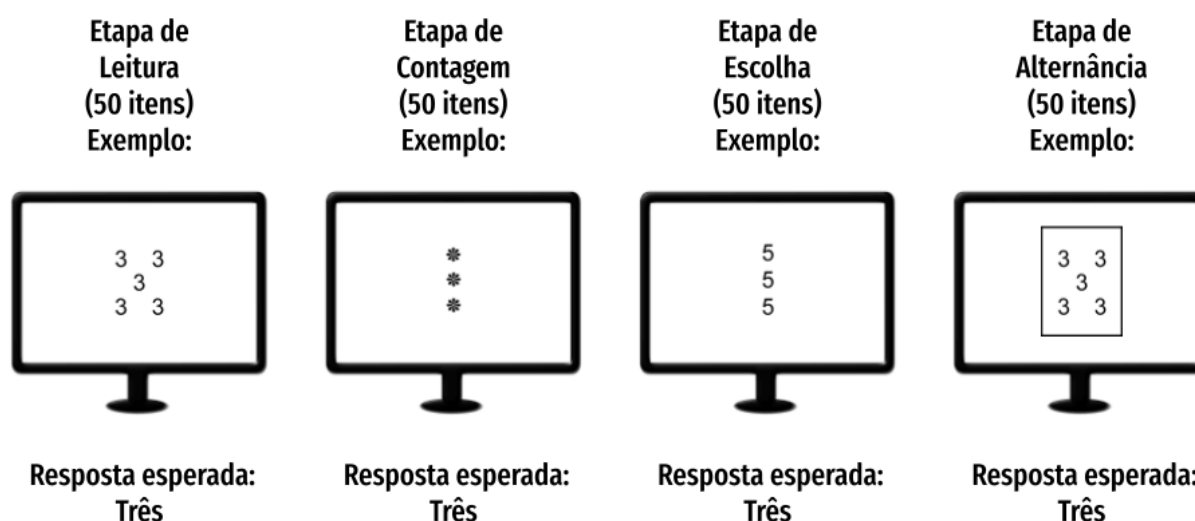 Etapa de
Leitura
(50 itens)
Exemplo:
3 3
3
3 3
Resposta esperada:
Três
Etapa de
Contagem
(50 itens)
Exemplo:
Resposta esperada:
Três
Etapa de
Escolha
(50 itens)
Exemplo:
5
5
5
Resposta esperada:
Três
Etapa de
Alternância
(50 itens)
Exemplo:
3 3
3
3 3
Resposta esperada:
Três